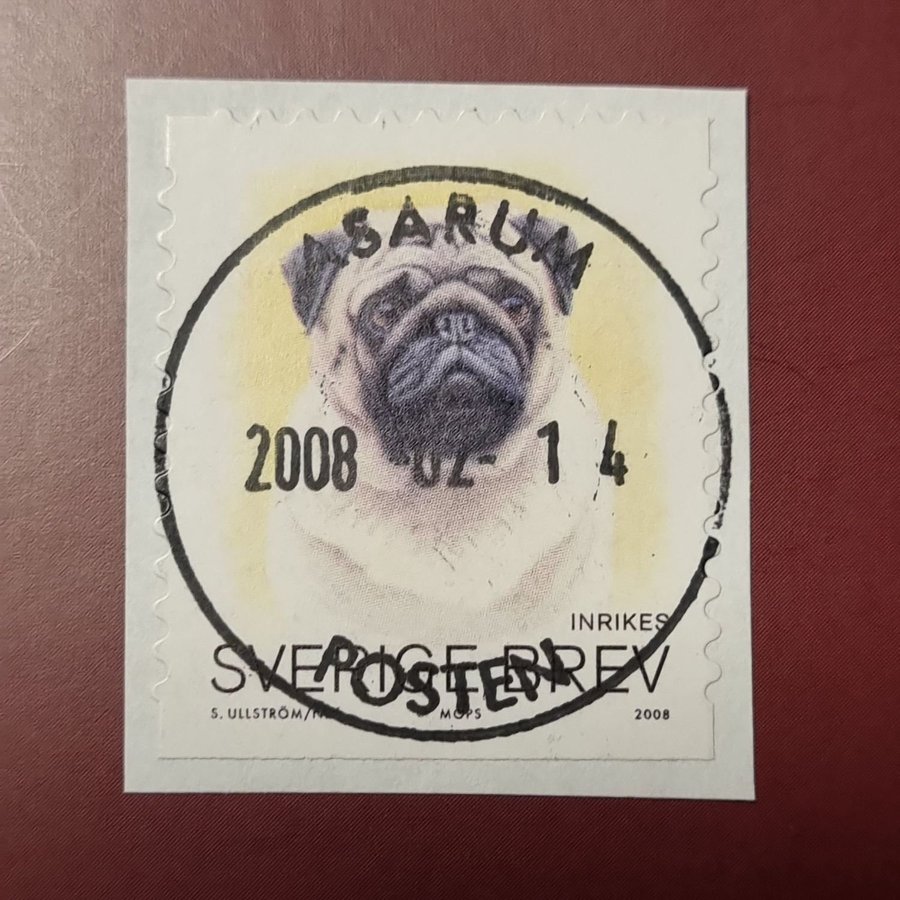 ASARUM
2008 -02- 14
INRIKES
SVERIGE BREV
POSTEN
S. ULLSTRÖM/
MOPS
2008